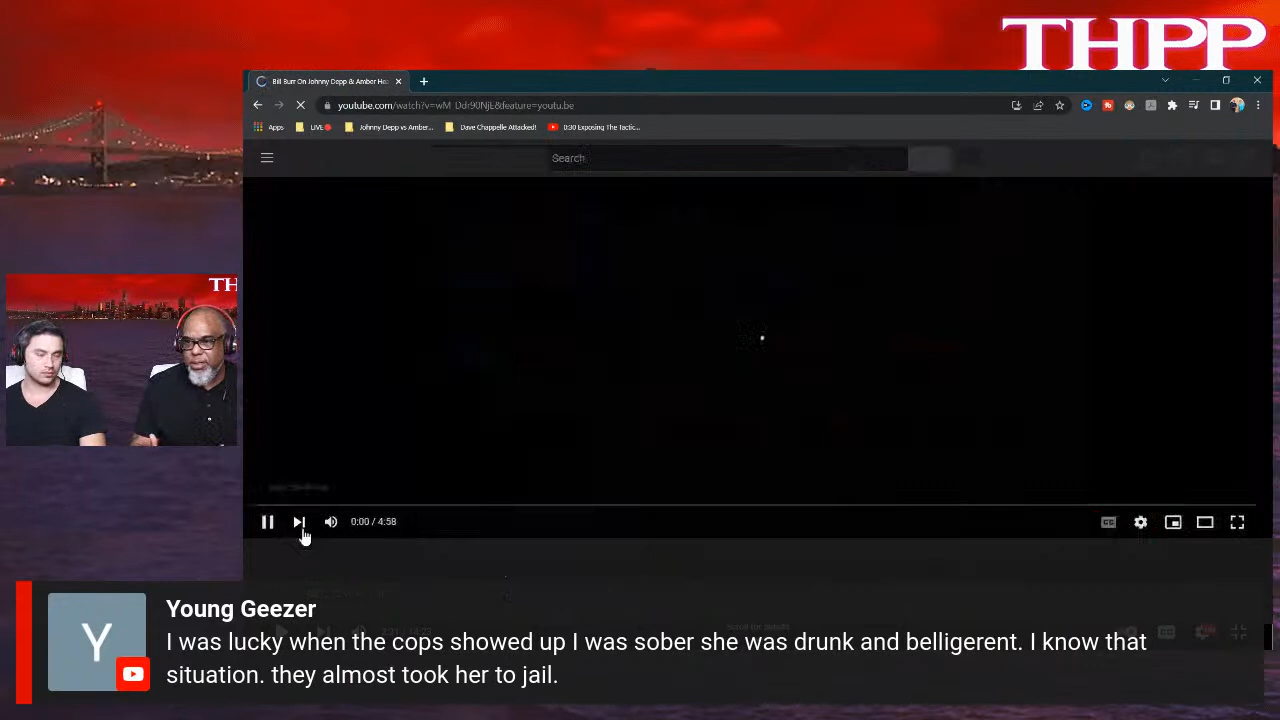 THPP
Bill Burr On Johnny Depp & Amber He
youtube.com/watch?v=wM_Ddr90NjE&feature=youtu.be
Apps
LIVE
Johnny Depp vs Amber...
Dave Chappelle Attacked!
0:30 Exposing The Tactic...
Search
TH
0:00 / 4:58
CC
Y
Young Geezer
I was lucky when the cops showed up I was sober she was drunk and belligerent. I know that
situation. they almost took her to jail.